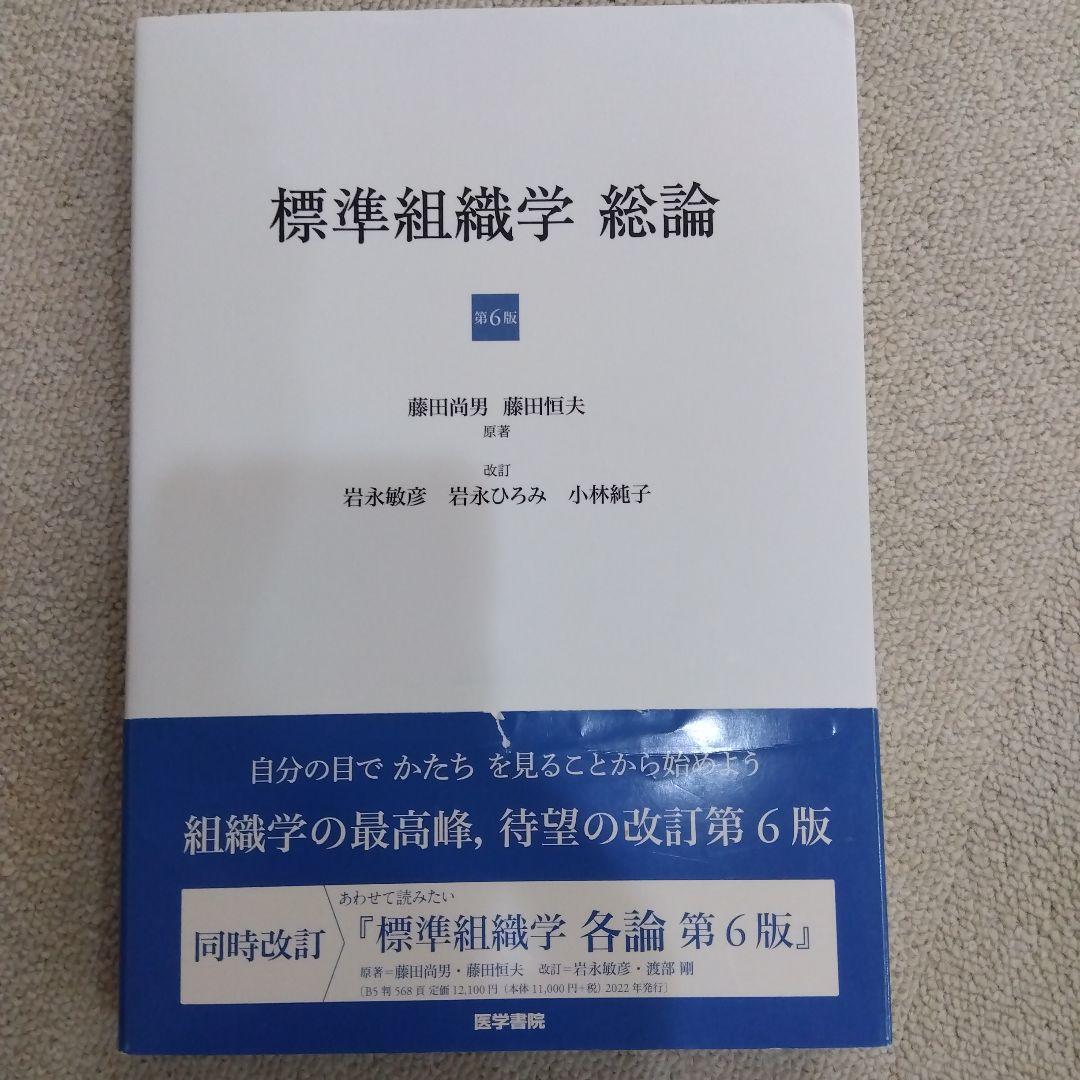 標準組織学 総論
第6版
藤田尚男 藤田恒夫
原著
改訂
岩永敏彦 岩永ひろみ 小林純子
自分の目で かたち を見ることから始めよう
組織学の最高峰, 待望の改訂第6版
同時改訂
あわせて読みたい
『標準組織学 各論 第6版』
原著=藤田尚男・藤田恒夫 改訂=岩永敏彦・渡部 剛
〔B5判 568頁 定価12,100円(本体11,000円+税)2022年発行〕
医学書院